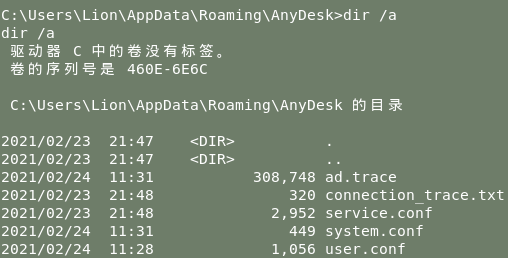 C:\Users\Lion\AppData\Roaming\AnyDesk>dir /a
dir /a
 驱动器 C 中的卷没有标签。
 卷的序列号是 460E-6E6C

 C:\Users\Lion\AppData\Roaming\AnyDesk 的目录

2021/02/23  21:47    <DIR>          .
2021/02/23  21:47    <DIR>          ..
2021/02/24  11:31           308,748 ad.trace
2021/02/23  21:48               320 connection_trace.txt
2021/02/23  21:48             2,952 service.conf
2021/02/24  11:31               449 system.conf
2021/02/24  11:28             1,056 user.conf